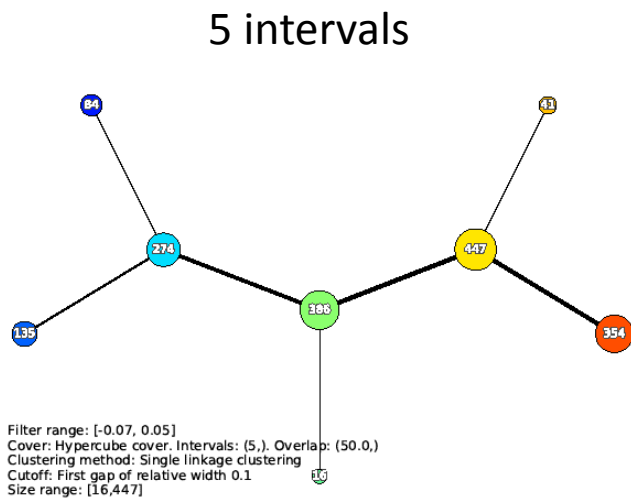 5 intervals
84
41
274
447
386
135
354
Filter range: [-0.07, 0.05]
Cover: Hypercube cover. Intervals: (5,). Overlap: (50.0,)
Clustering method: Single linkage clustering
Cutoff: First gap of relative width 0.1
16
Size range: [16,447]